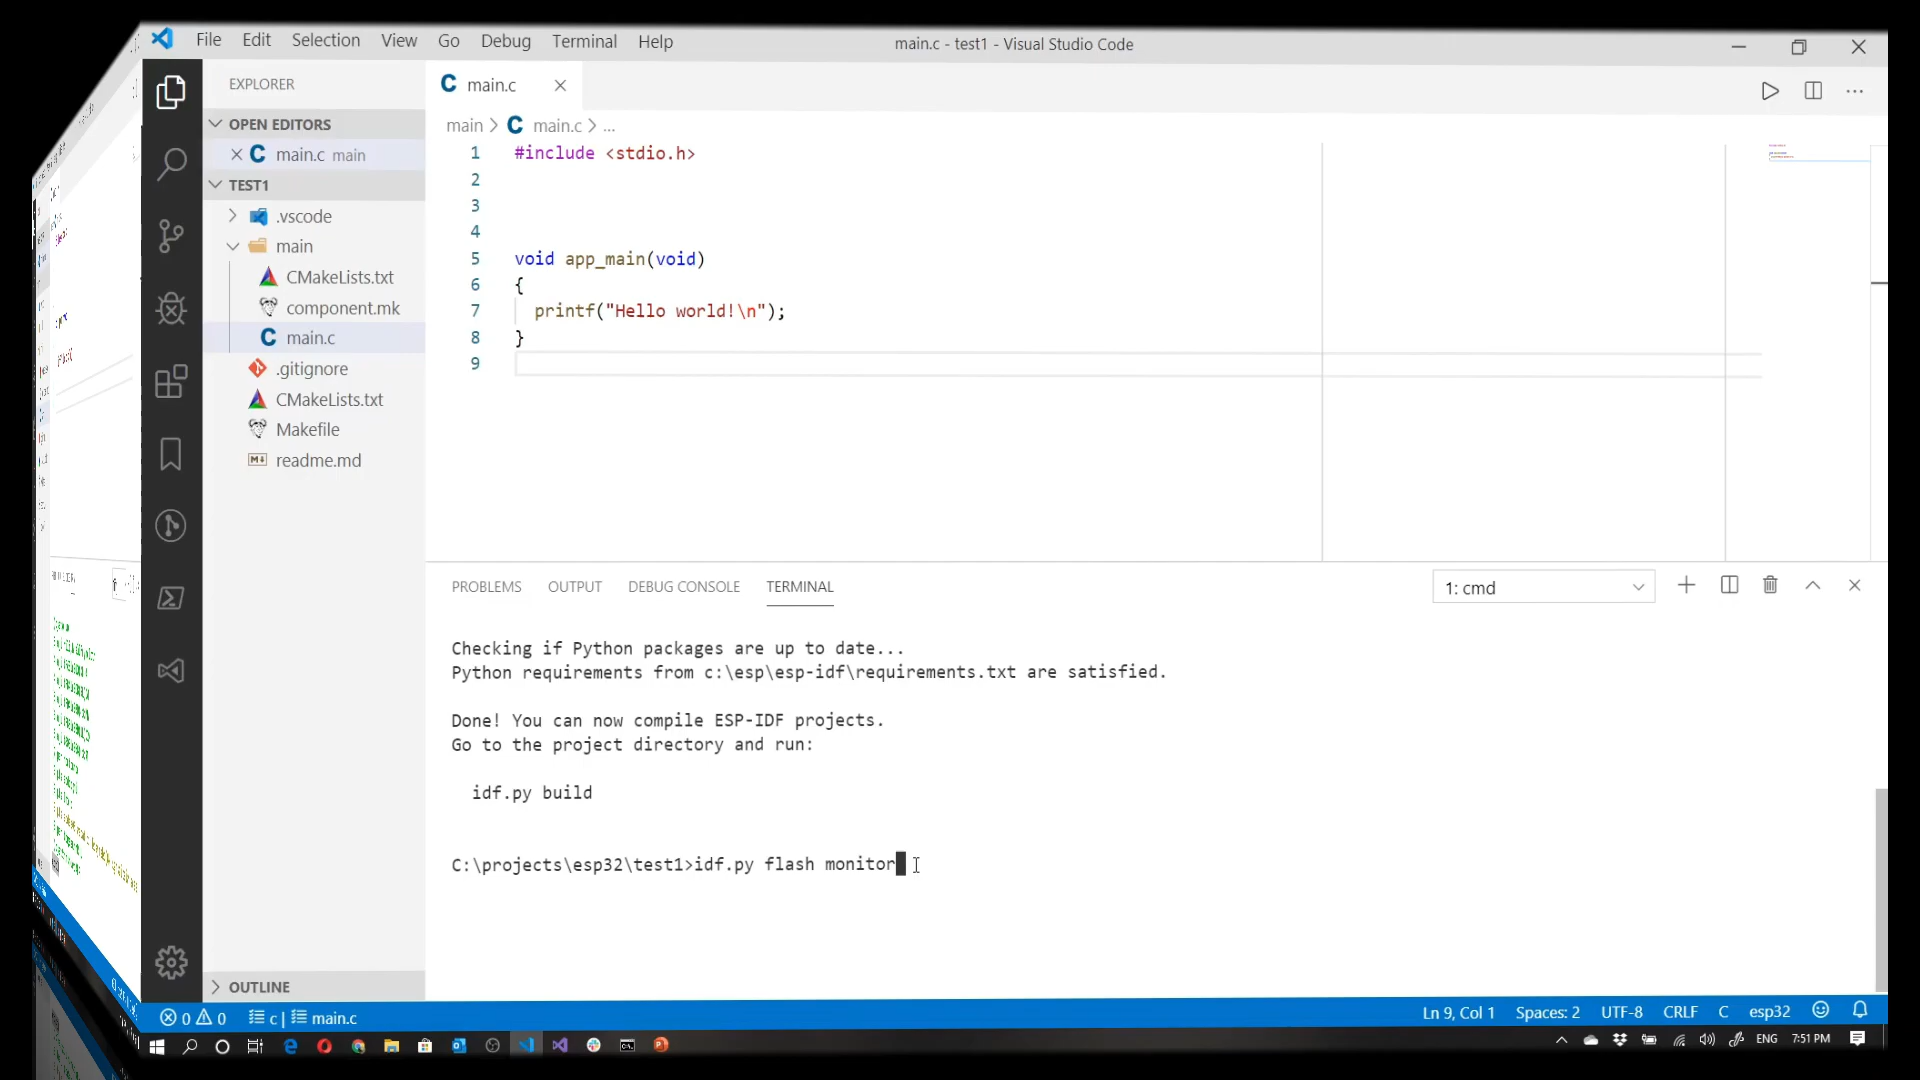 File Edit Selection View Go Debug Terminal Help
main.c - test1 - Visual Studio Code
EXPLORER
OPEN EDITORS
main.c main
TEST1
.vscode
main
CMakeLists.txt
component.mk
main.c
.gitignore
CMakeLists.txt
Makefile
readme.md
OUTLINE
main.c
main > main.c > ...
1 #include <stdio.h>
2
3
4
5 void app_main(void)
6 {
7 printf("Hello world!\n");
8 }
9
PROBLEMS OUTPUT DEBUG CONSOLE TERMINAL
1: cmd
Checking if Python packages are up to date...
Python requirements from c:\esp\esp-idf\requirements.txt are satisfied.
Done! You can now compile ESP-IDF projects.
Go to the project directory and run:
idf.py build
C:\projects\esp32\test1>idf.py flash monitor
0 0 c | main.c
Ln 9, Col 1 Spaces: 2 UTF-8 CRLF C esp32
ENG 7:51 PM